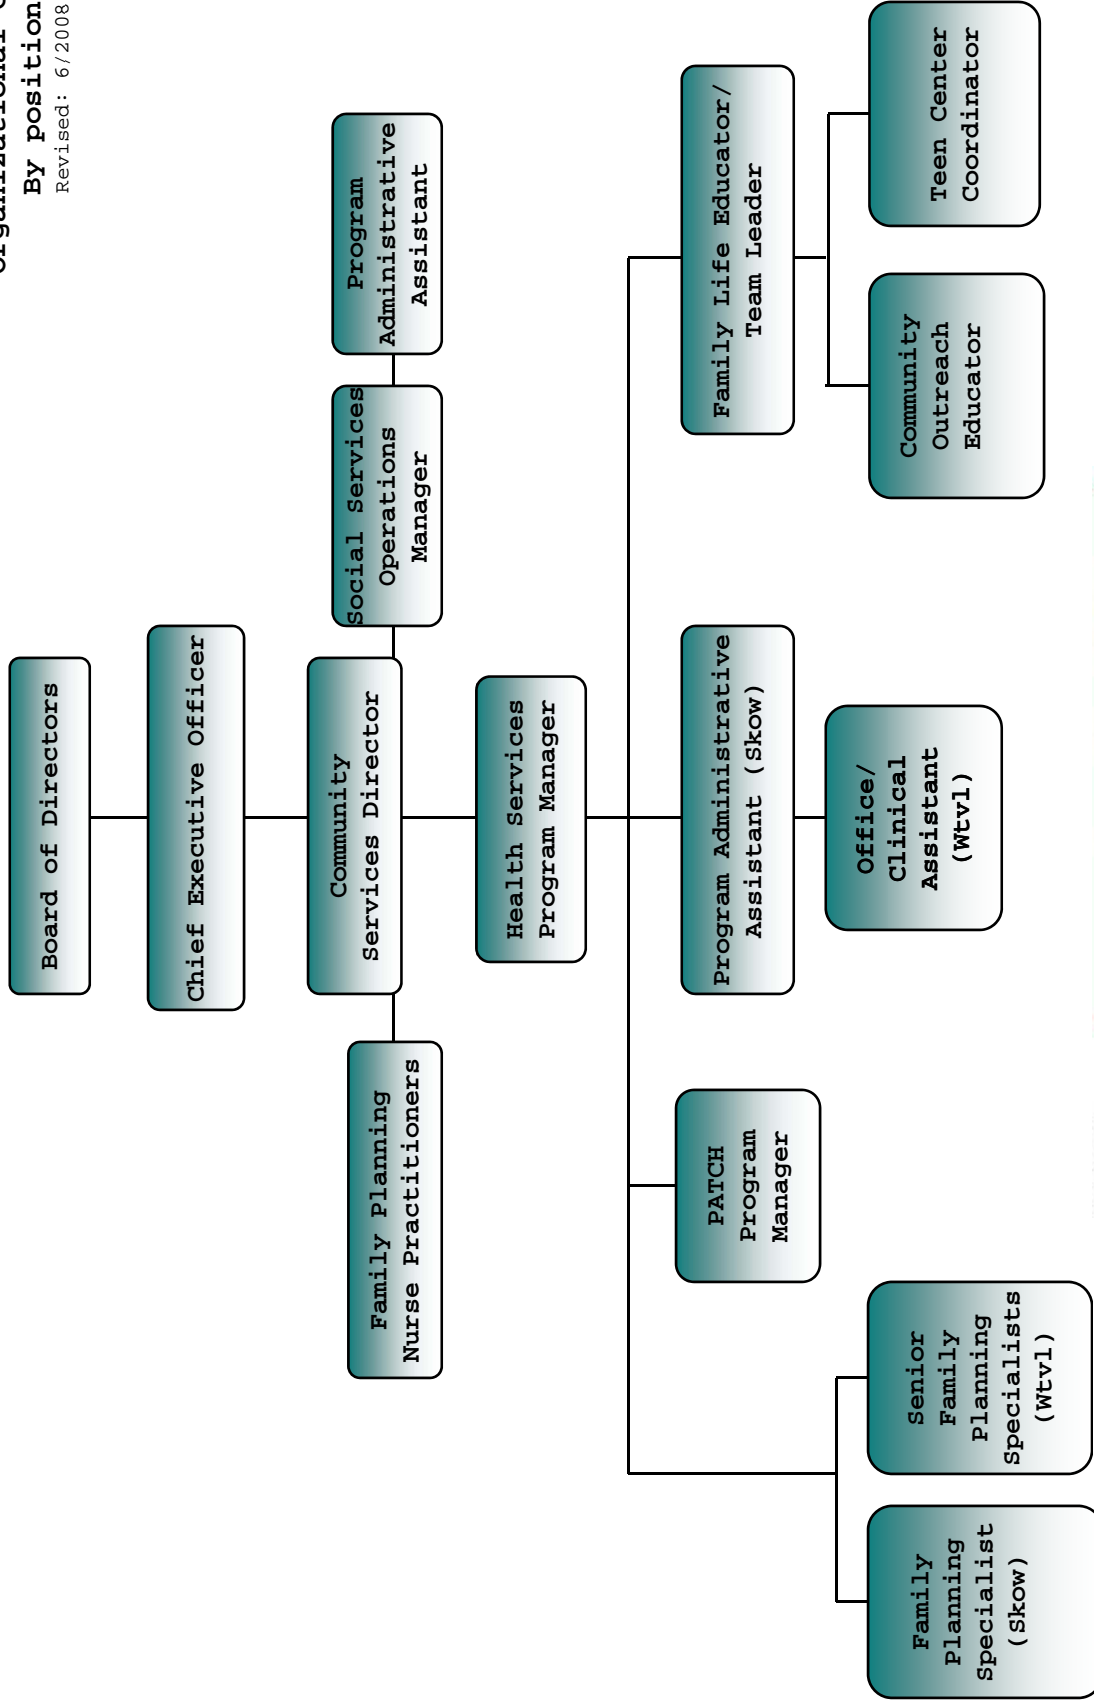 By position
Revised: 6/2008
Board of Directors
Chief Executive Officer
Community
Services Director
Family Planning
Nurse Practitioners
Social Services
Operations
Manager
Program
Administrative
Assistant
Health Services
Program Manager
PATCH
Program
Manager
Program Administrative
Assistant (Skow)
Family Life Educator/
Team Leader
Family
Planning
Specialist
(Skow)
Senior
Family
Planning
Specialists
(Wtvl)
Office/
Clinical
Assistant
(Wtvl)
Community
Outreach
Educator
Teen Center
Coordinator